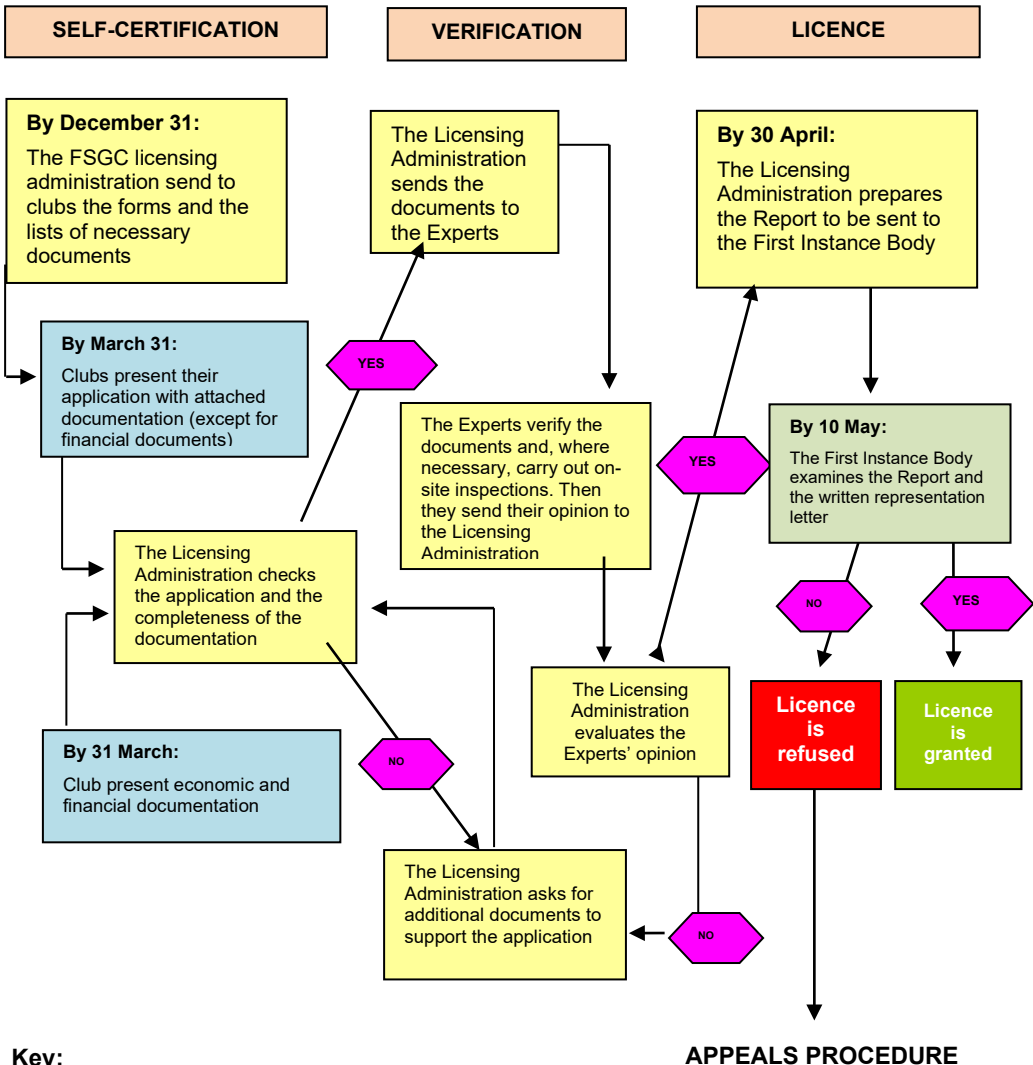 SELF-CERTIFICATION
VERIFICATION
LICENCE
By December 31:
The FSGC licensing
administration send to
clubs the forms and the
lists of necessary
documents
The Licensing
Administration
sends the
documents to
the Experts
By 30 April:
The Licensing
Administration prepares
the Report to be sent to
the First Instance Body
By March 31:
Clubs present their
application with attached
documentation (except for
financial documents)
YES
The Experts verify the
documents and, where
necessary, carry out on-
site inspections. Then
they send their opinion to
the Licensing
Administration
YES
By 10 May:
The First Instance Body
examines the Report and
the written representation
letter
The Licensing
Administration checks
the application and the
completeness of the
documentation
NO
YES
The Licensing
Administration
evaluates the
Experts' opinion
Licence
is
refused
Licence
is
granted
By 31 March:
Club present economic and
financial documentation
NO
The Licensing
Administration asks for
additional documents to
support the application
NO
Key:
APPEALS PROCEDURE